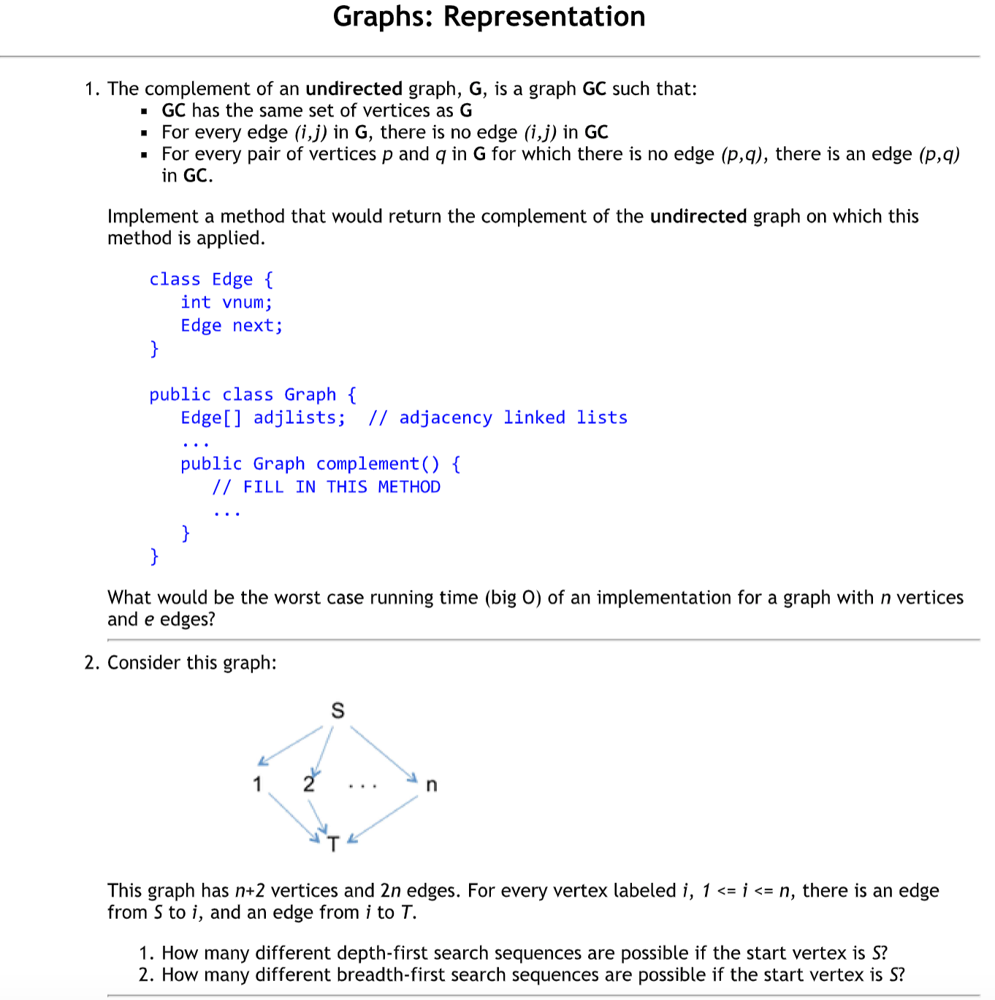 Graphs: Representation
1. The complement of an undirected graph, G, is a graph GC such that:
▪ GC has the same set of vertices as G
▪ For every edge (i,j) in G, there is no edge (i,j) in GC
▪ For every pair of vertices p and q in G for which there is no edge (p,q), there is an edge (p,q)
in GC.
Implement a method that would return the complement of the undirected graph on which this
method is applied.
class Edge {
int vnum;
Edge next;
}
public class Graph {
Edge[] adjlists;  // adjacency linked lists
...
public Graph complement() {
// FILL IN THIS METHOD
...
}
}
What would be the worst case running time (big O) of an implementation for a graph with n vertices
and e edges?
2. Consider this graph:
S
1 2 ... n
T
This graph has n+2 vertices and 2n edges. For every vertex labeled i, 1 <= i <= n, there is an edge
from S to i, and an edge from i to T.
1. How many different depth-first search sequences are possible if the start vertex is S?
2. How many different breadth-first search sequences are possible if the start vertex is S?